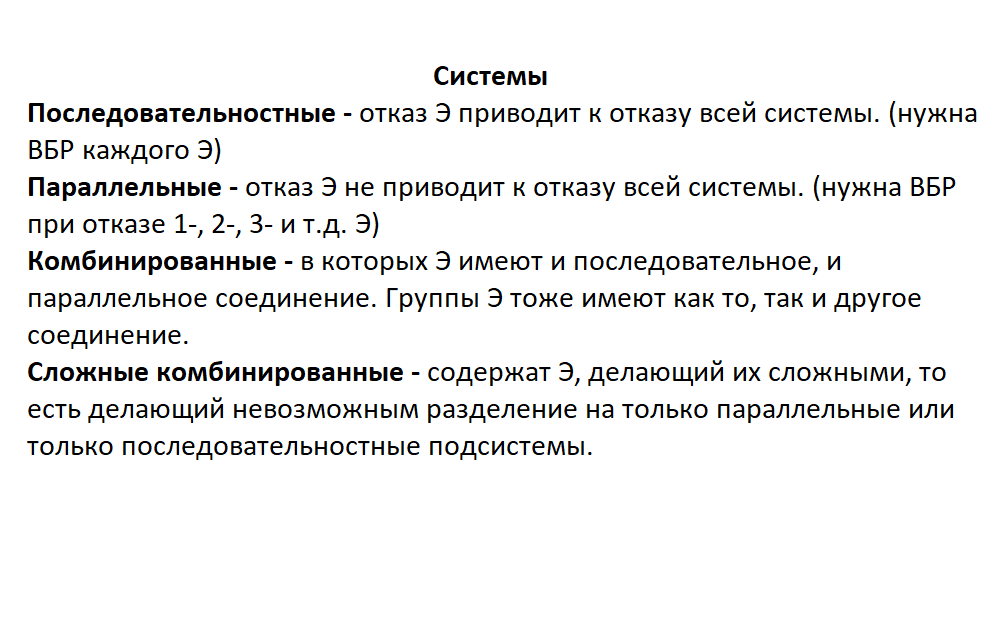 Системы
Последовательностные - отказ Э приводит к отказу всей системы. (нужна
ВБР каждого Э)
Параллельные - отказ Э не приводит к отказу всей системы. (нужна ВБР
при отказе 1-, 2-, 3- и т.д. Э)
Комбинированные - в которых Э имеют и последовательное, и
параллельное соединение. Группы Э тоже имеют как то, так и другое
соединение.
Сложные комбинированные - содержат Э, делающий их сложными, то
есть делающий невозможным разделение на только параллельные или
только последовательностные подсистемы.